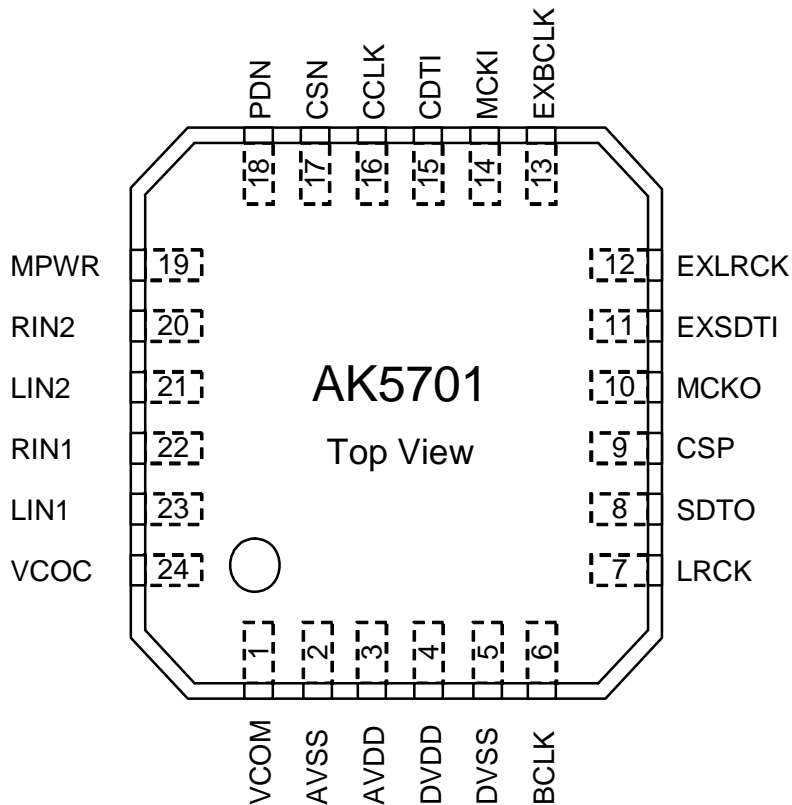 PDN CSN CCLK CDTI MCKI EXBCLK
18 17 16 15 14 13
MPWR 19 12 EXLRCK
RIN2 20 11 EXSDTI
LIN2 21 10 MCKO
AK5701
RIN1 22 9 CSP
Top View
LIN1 23 8 SDTO
VCOC 24 7 LRCK
1 2 3 4 5 6
VCOM AVSS AVDD DVDD DVSS BCLK